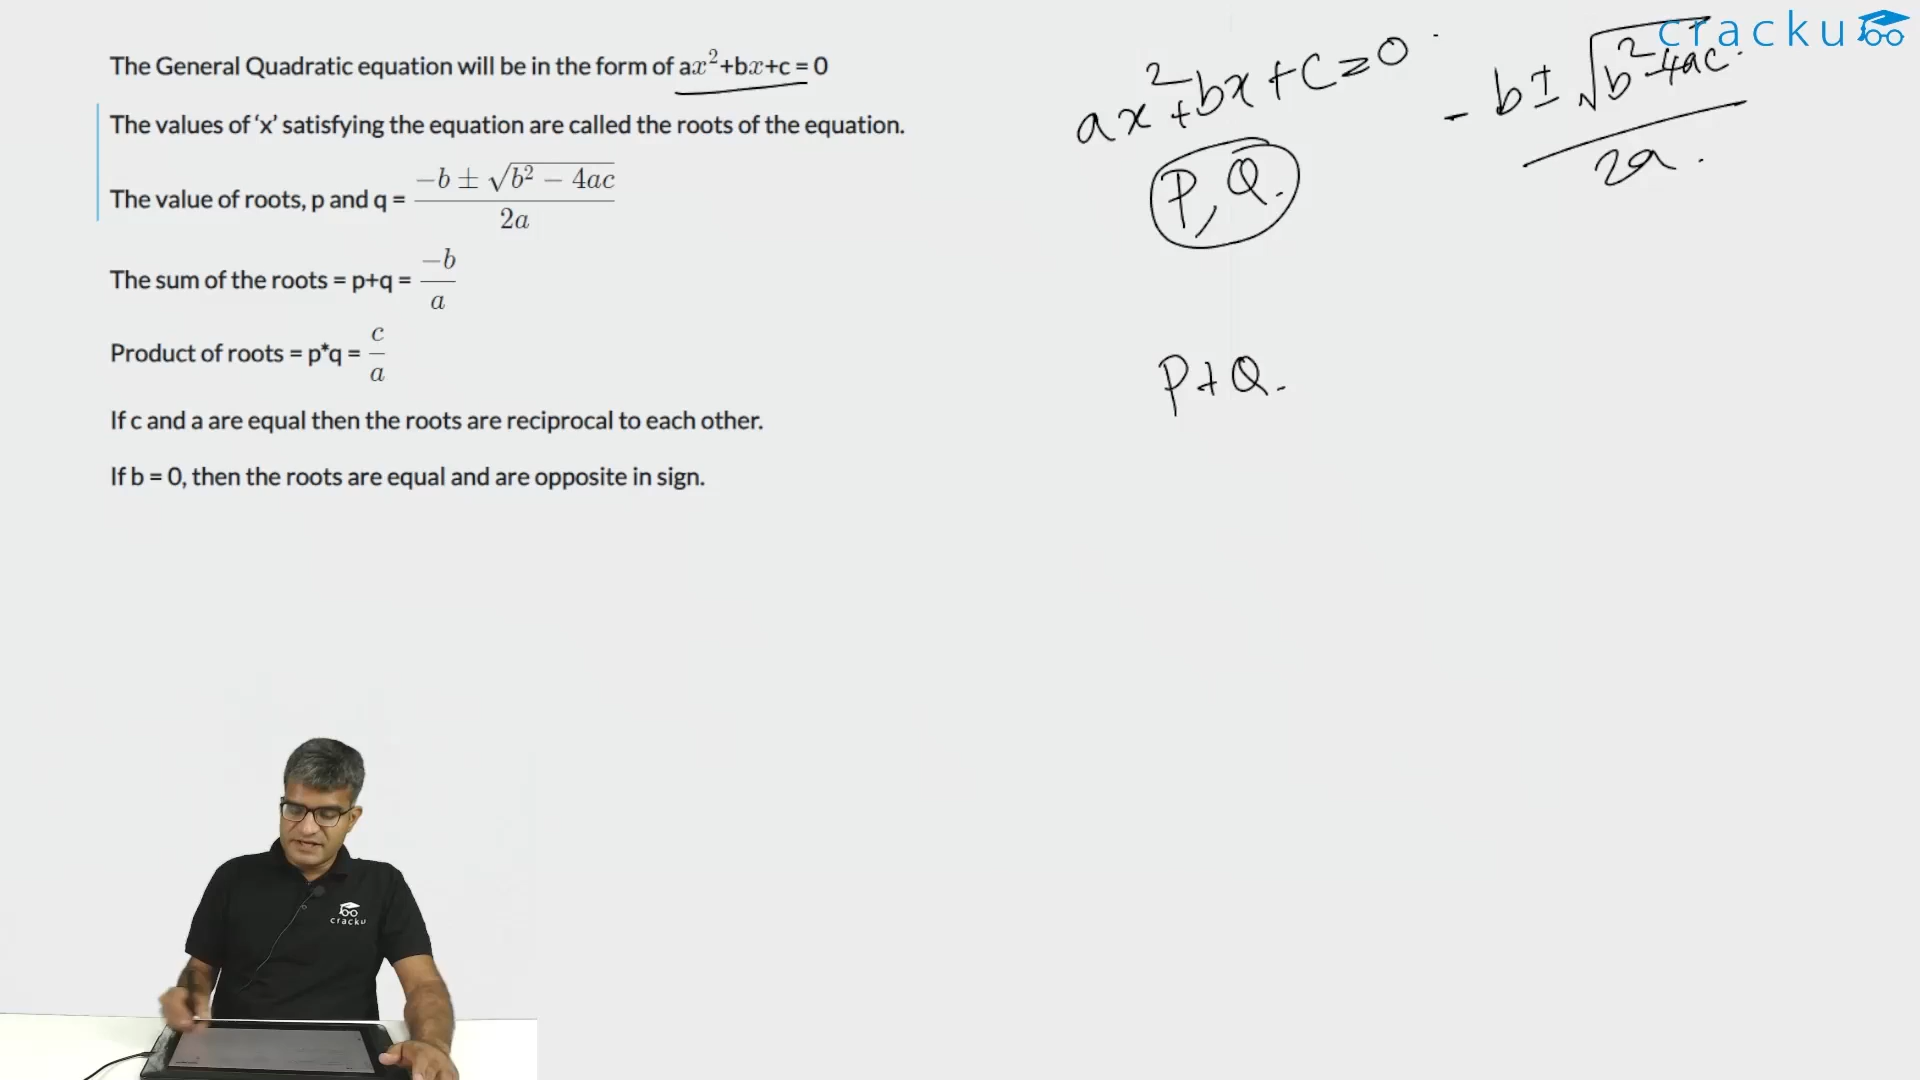 The General Quadratic equation will be in the form of ax²+bx+c = 0
The values of ‘x’ satisfying the equation are called the roots of the equation.
The value of roots, p and q = (−b ± √(b² − 4ac)) / 2a
The sum of the roots = p+q = −b/a
Product of roots = p*q = c/a
If c and a are equal then the roots are reciprocal to each other.
If b = 0, then the roots are equal and are opposite in sign.
ax²+bx+c=0
P, Q.
−b ± √(b²−4ac) / 2a.
P+Q.
cracku
cracku